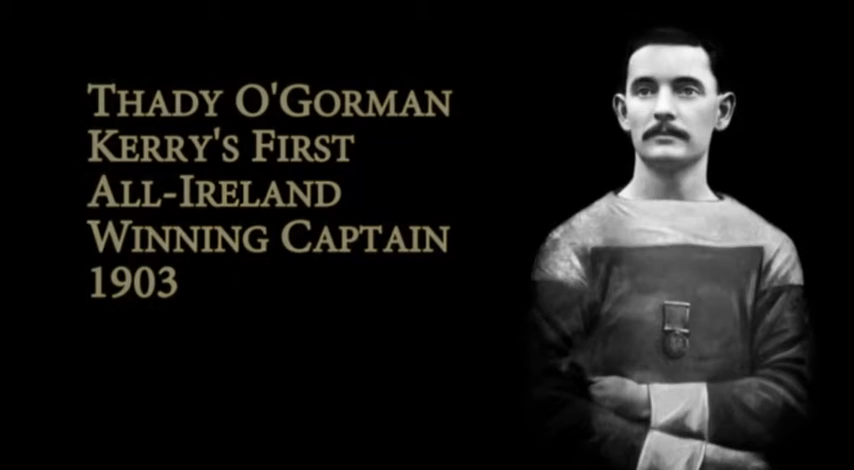 Thady O'Gorman
Kerry's First
All-Ireland
Winning Captain
1903